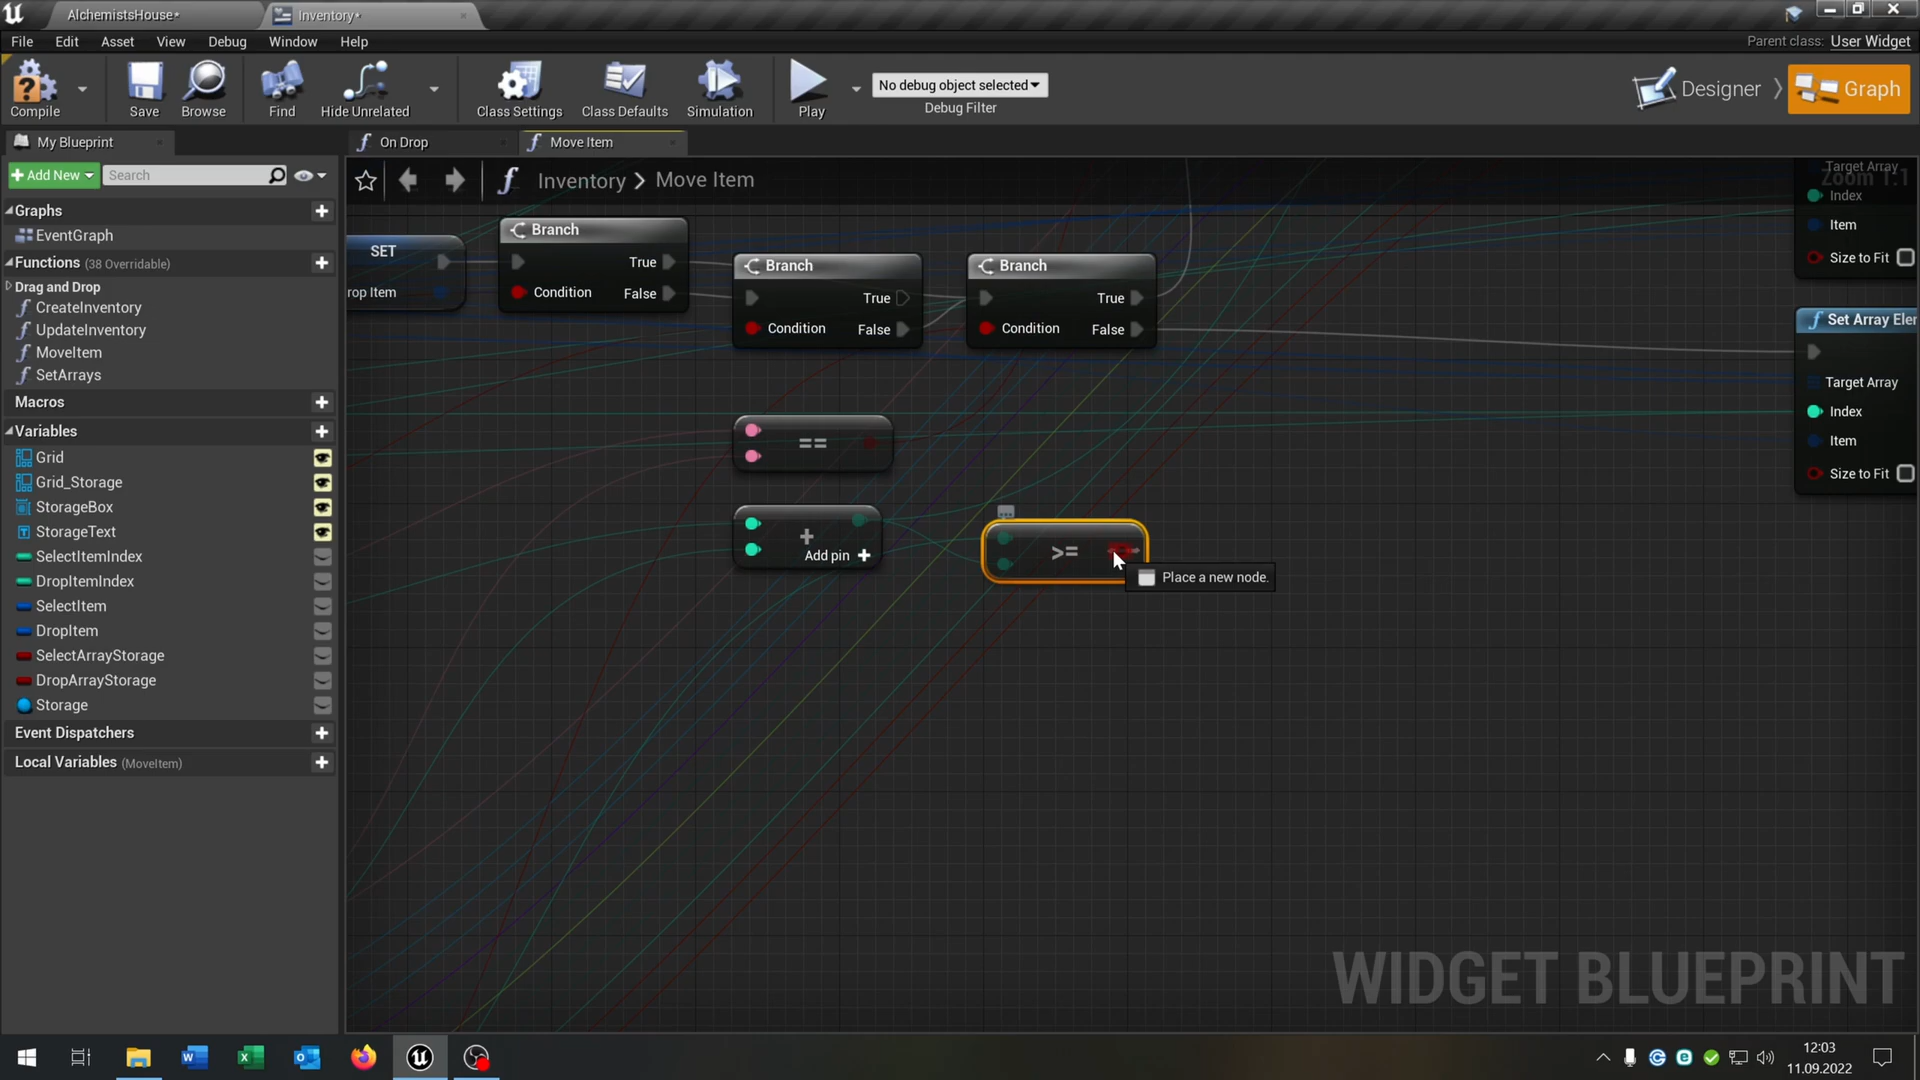 AlchemistsHouse*
Inventory*
File Edit Asset View Debug Window Help
Parent class: User Widget
Compile
Save
Browse
Find
Hide Unrelated
Class Settings
Class Defaults
Simulation
Play
No debug object selected
Debug Filter
Designer
Graph
My Blueprint
On Drop
Move Item
Add New
Search
Inventory > Move Item
Zoom 1:1
Graphs
EventGraph
Functions (38 Overridable)
Drag and Drop
CreateInventory
UpdateInventory
MoveItem
SetArrays
Macros
Variables
Grid
Grid_Storage
StorageBox
StorageText
SelectItemIndex
DropItemIndex
SelectItem
DropItem
SelectArrayStorage
DropArrayStorage
Storage
Event Dispatchers
Local Variables (MoveItem)
SET
rop Item
Branch
True
Condition False
Branch
True
Condition False
Branch
True
Condition False
==
+
Add pin +
>=
Place a new node.
Target Array
Index
Item
Size to Fit
Set Array Ele
Target Array
Index
Item
Size to Fit
WIDGET BLUEPRINT
12:03
11.09.2022